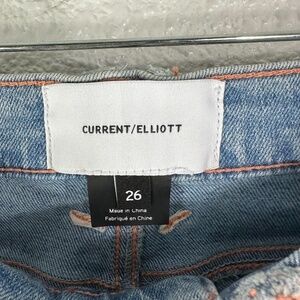 CURRENT/ELLIOTT
26
Made in China
Fabriqué en Chine